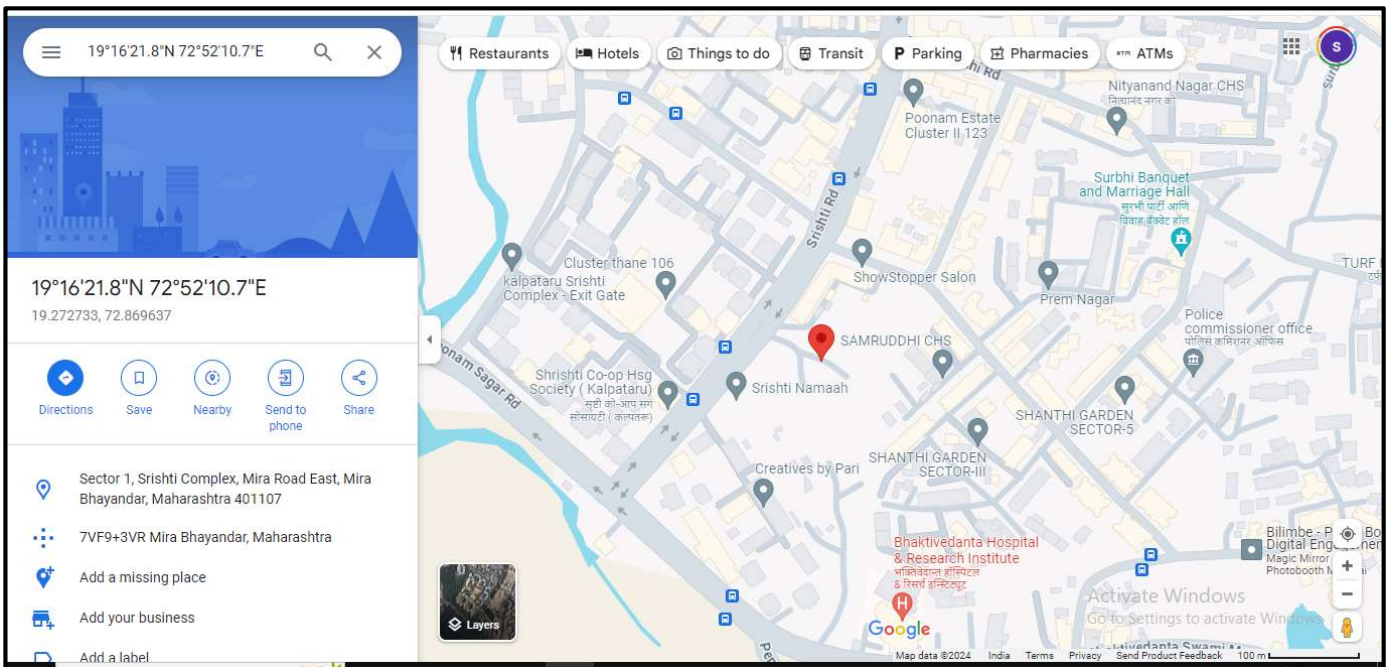 19°16'21.8"N 72°52'10.7"E
Restaurants
Hotels
Things to do
Transit
P Parking
Pharmacies
ATMs
S
19°16'21.8"N 72°52'10.7"E
19.272733, 72.869637
Directions
Save
Nearby
Send to
phone
Share
Sector 1, Srishti Complex, Mira Road East, Mira
Bhayandar, Maharashtra 401107
7VF9+3VR Mira Bhayandar, Maharashtra
Add a missing place
Add your business
Add a label
Nityanand Nagar CHS
नित्यानंद नगर को
Poonam Estate
Cluster II 123
Surbhi Banquet
and Marriage Hall
सुरभी पार्टी आणि
विवाह बँक्वेट हॉल
Srishti Rd
Cluster thane 106
kalpataru Srishti
Complex - Exit Gate
ShowStopper Salon
TURF
Prem Nagar
Police
commissioner office
पोलिस कमिशनर ऑफिस
SAMRUDDHI CHS
Poonam Sagar Rd
Shrishti Co-op Hsg
Society ( Kalpataru)
सृष्टी को-आप
सोसायटी ( कल्पतरू)
Srishti Namaah
SHANTHI GARDEN
SECTOR-5
SHANTHI GARDEN
SECTOR-III
Creatives by Pari
Bhaktivedanta Hospital
& Research Institute
भक्तिवेदान्त हॉस्पिटल
& रिसर्च इन्स्टिट्यूट
H
Bilimbe -
Digital
Magic Mirror
Photobooth
Activate Windows
Go to Settings to activate Windows
Layers
Google
Map data ©2024 India Terms Privacy Send Product Feedback 100 m